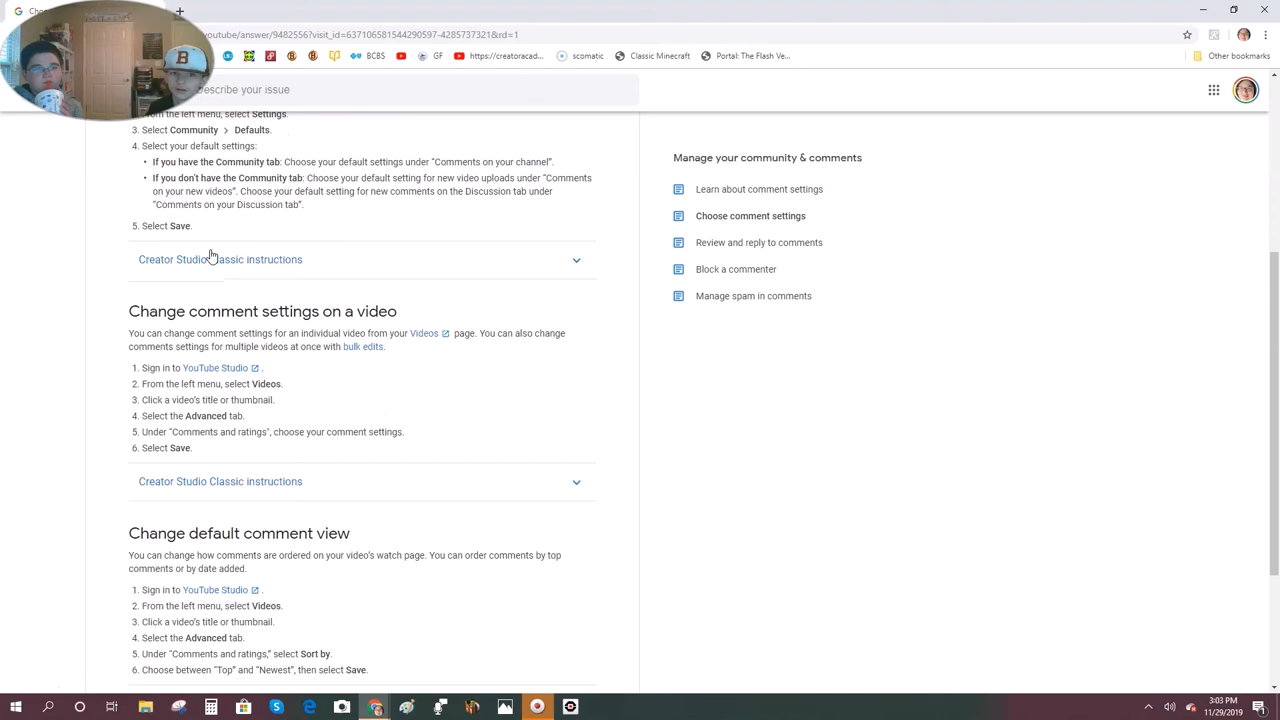 Cho
youtube/answer/9482556?visit_id=637106581544290597-4285737321&rd=1
BCBS
GF
https://creatoracad...
scomatic
Classic Minecraft
Portal: The Flash Ve...
Other bookmarks
Describe your issue
From the left menu, select Settings.
3. Select Community > Defaults.
4. Select your default settings:
• If you have the Community tab: Choose your default settings under “Comments on your channel”.
• If you don't have the Community tab: Choose your default setting for new video uploads under “Comments
on your new videos”. Choose your default setting for new comments on the Discussion tab under
“Comments on your Discussion tab”.
5. Select Save.
Creator Studio Classic instructions
Change comment settings on a video
You can change comment settings for an individual video from your Videos page. You can also change
comments settings for multiple videos at once with bulk edits.
1. Sign in to YouTube Studio .
2. From the left menu, select Videos.
3. Click a video's title or thumbnail.
4. Select the Advanced tab.
5. Under “Comments and ratings", choose your comment settings.
6. Select Save.
Creator Studio Classic instructions
Change default comment view
You can change how comments are ordered on your video's watch page. You can order comments by top
comments or by date added.
1. Sign in to YouTube Studio .
2. From the left menu, select Videos.
3. Click a video's title or thumbnail.
4. Select the Advanced tab.
5. Under “Comments and ratings,” select Sort by.
6. Choose between “Top” and “Newest”, then select Save.
Manage your community & comments
Learn about comment settings
Choose comment settings
Review and reply to comments
Block a commenter
Manage spam in comments
B
3:03 PM
11/29/2019